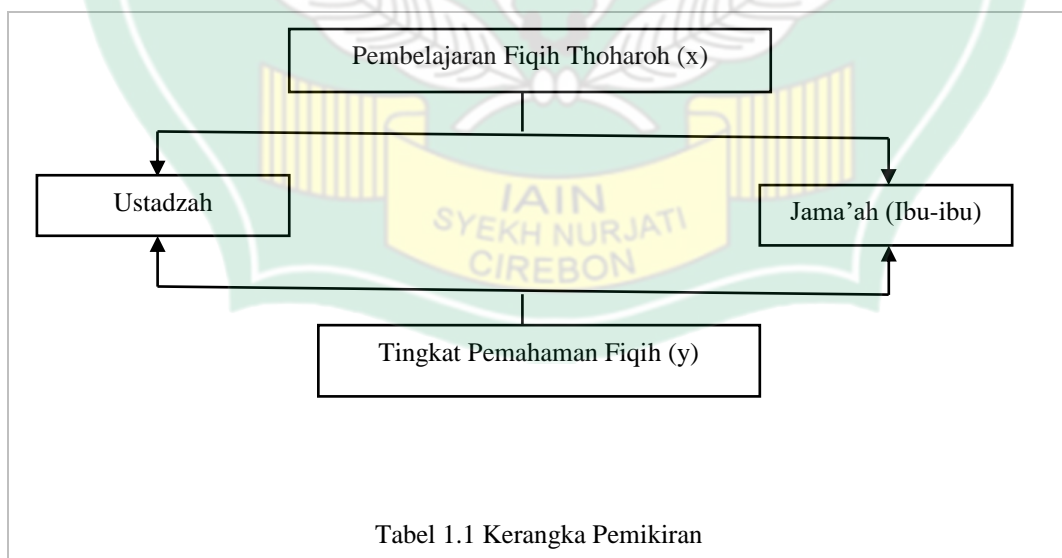 Pembelajaran Fiqih Thoharoh (x)
Ustadzah
Jama’ah (Ibu-ibu)
IAIN
SYEKH NURJATI
CIREBON
Tingkat Pemahaman Fiqih (y)
Tabel 1.1 Kerangka Pemikiran